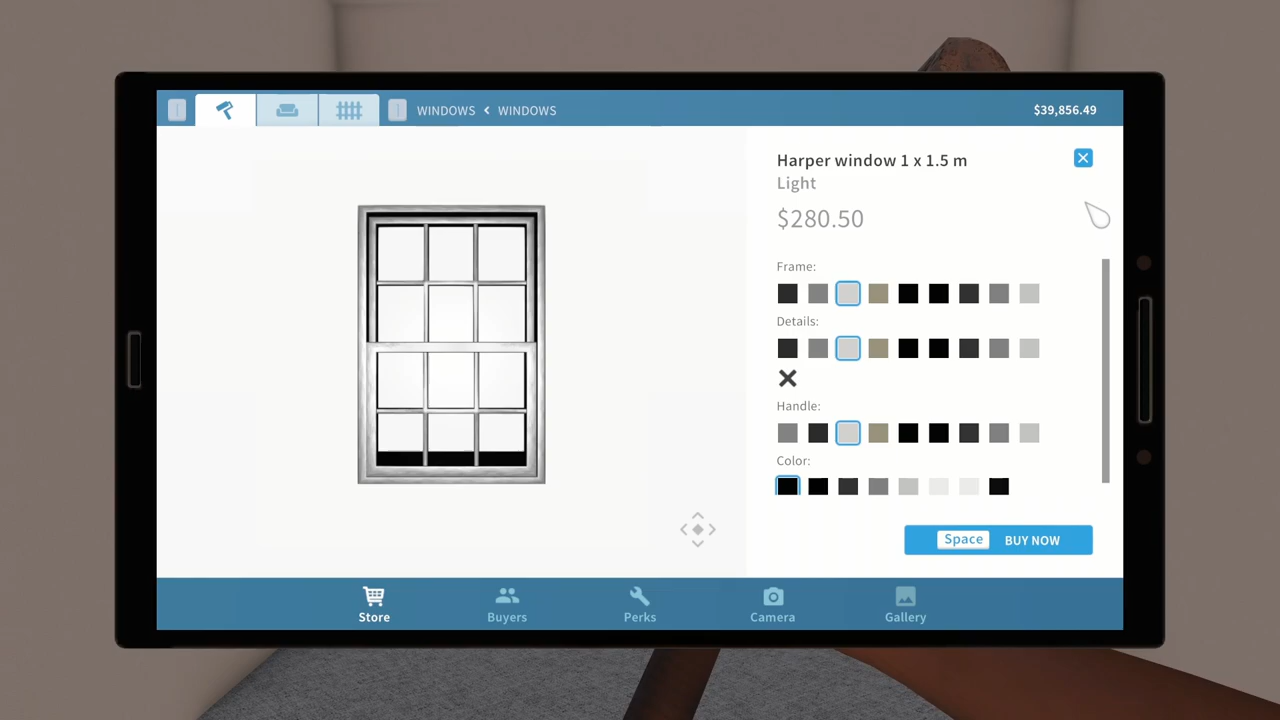 WINDOWS < WINDOWS
$39,856.49
Harper window 1 x 1.5 m
Light
$280.50
Frame:
Details:
Handle:
Color:
Space BUY NOW
Store Buyers Perks Camera Gallery